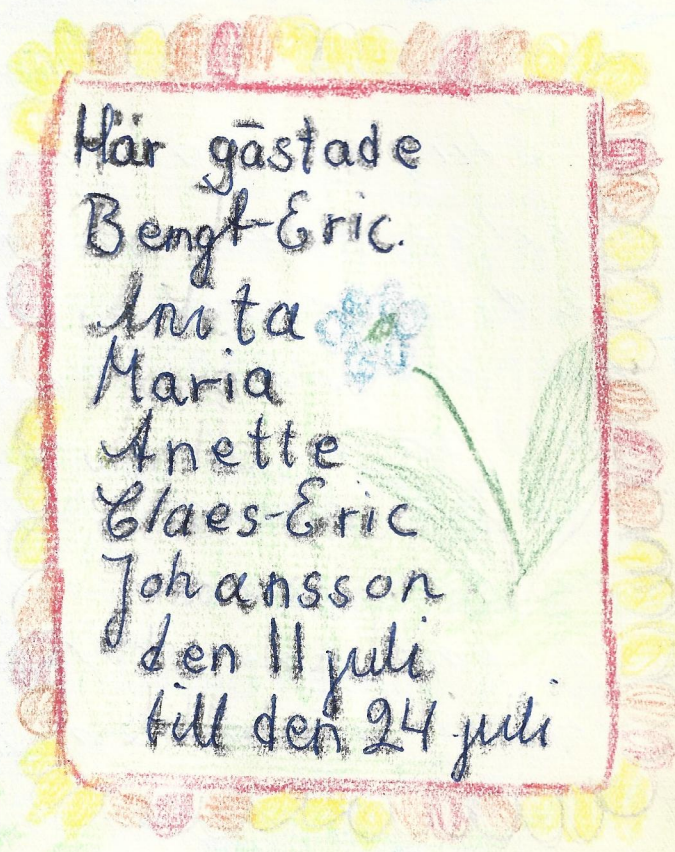 Här gästade
Bengt-Eric.
Anita
Maria
Anette
Claes-Eric
Johansson
den 11 juli
till den 24 juli